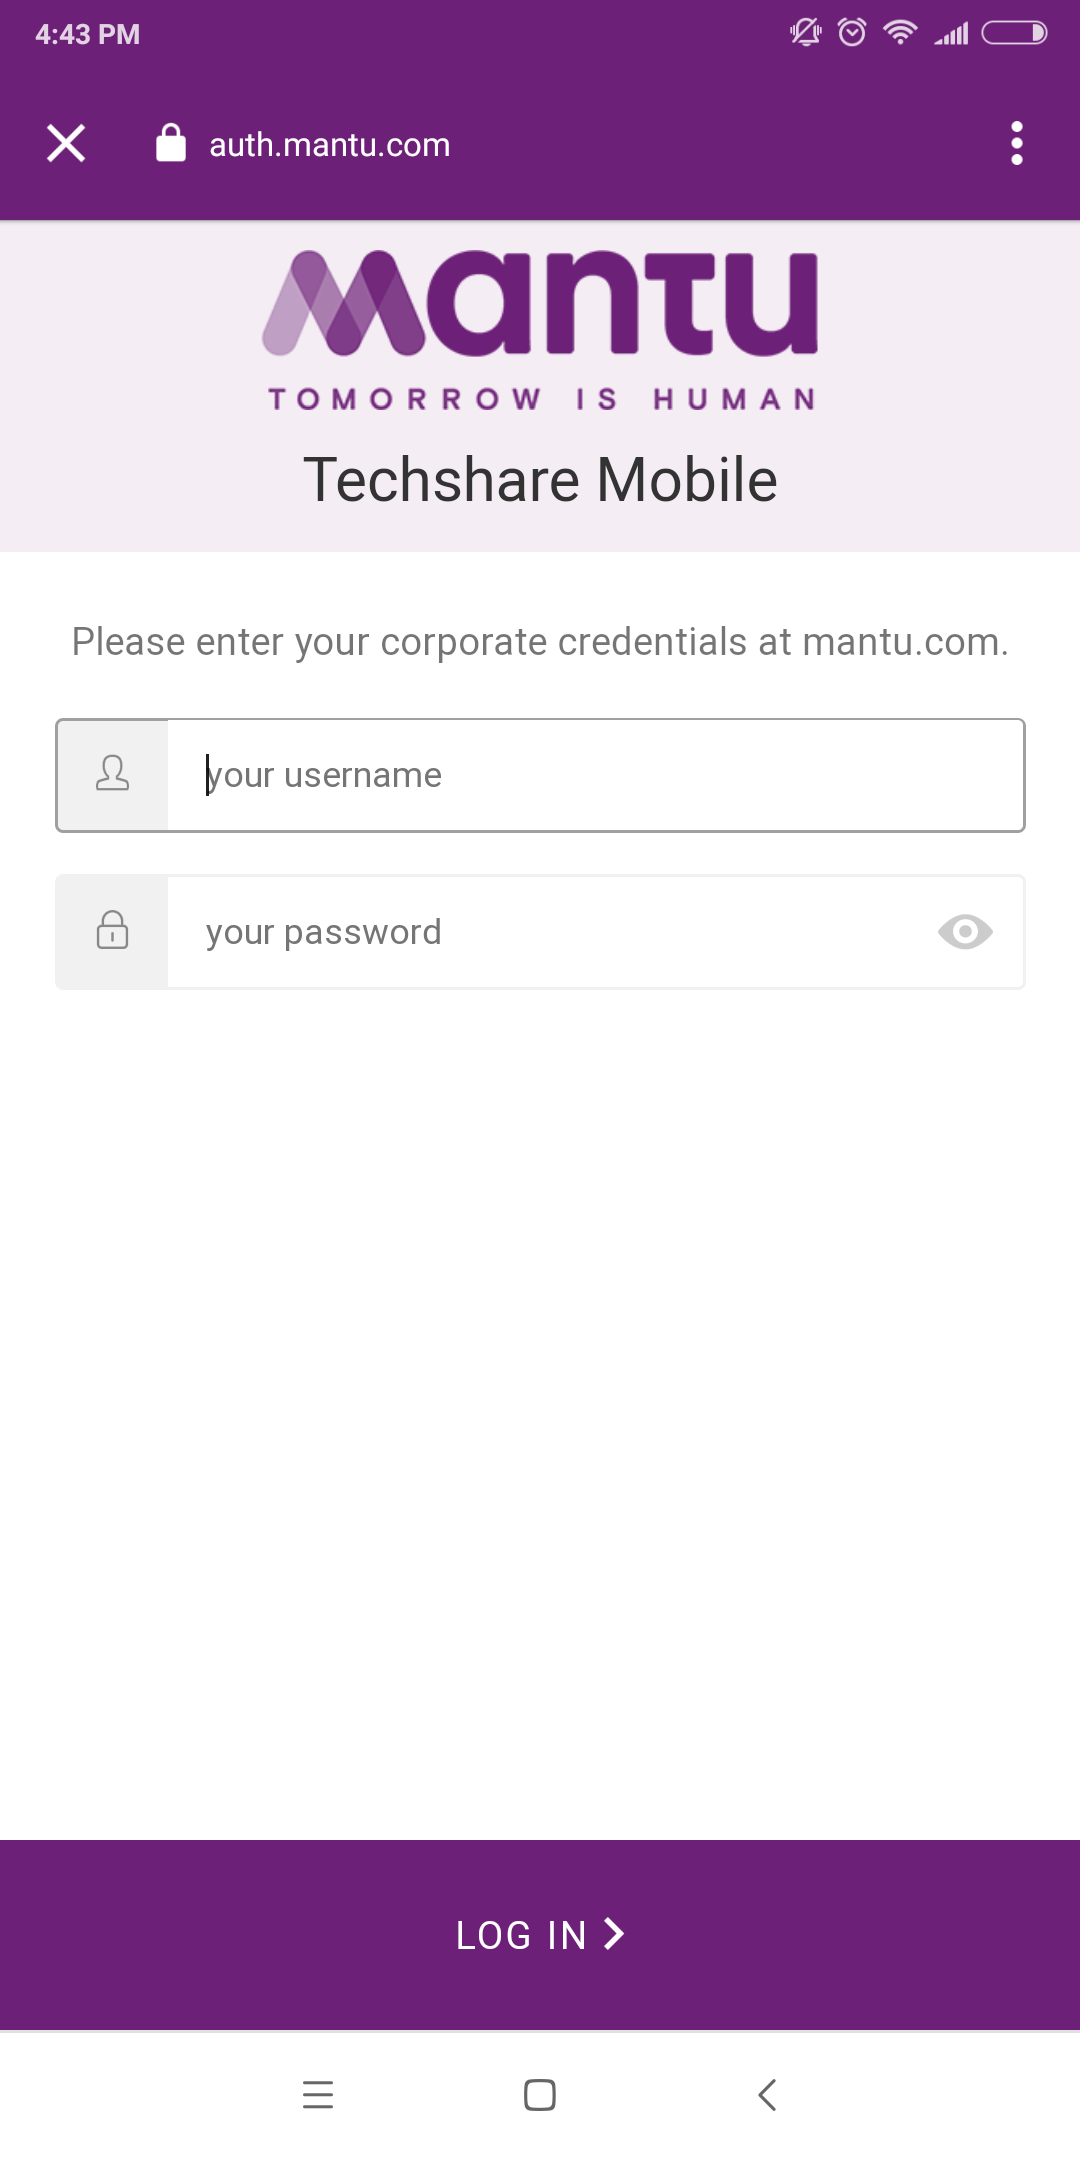 4:43 PM
auth.mantu.com
mantu
TOMORROW IS HUMAN
Techshare Mobile
Please enter your corporate credentials at mantu.com.
your username
your password
LOG IN